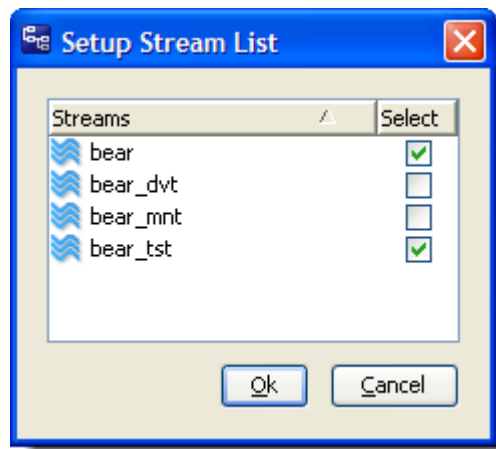 Setup Stream List
Streams Select
bear
bear_dvt
bear_mnt
bear_tst
Ok Cancel